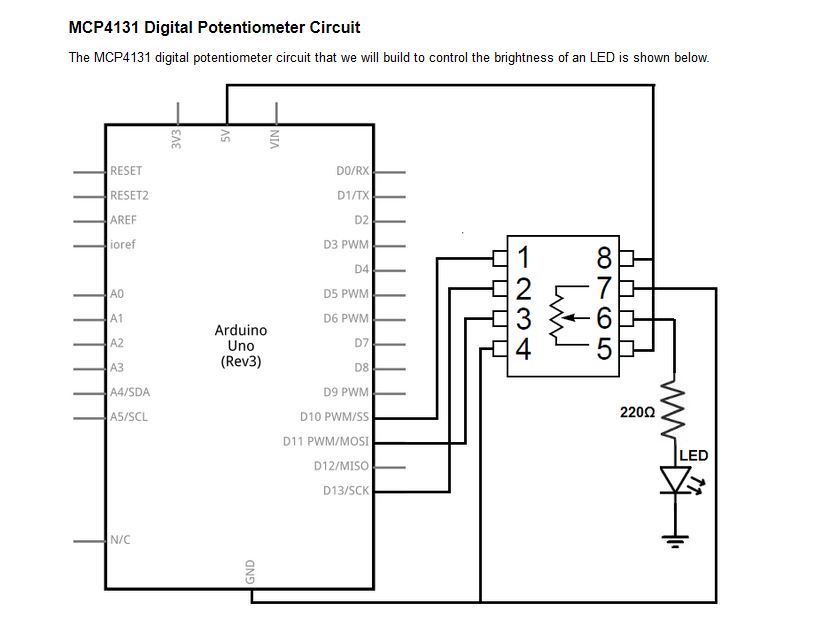 MCP4131 Digital Potentiometer Circuit
The MCP4131 digital potentiometer circuit that we will build to control the brightness of an LED is shown below.
3V3
5V
VIN
RESET
RESET2
AREF
ioref
A0
A1
A2
A3
A4/SDA
A5/SCL
N/C
Arduino
Uno
(Rev3)
D0/RX
D1/TX
D2
D3 PWM
D4
D5 PWM
D6 PWM
D7
D8
D9 PWM
D10 PWM/SS
D11 PWM/MOSI
D12/MISO
D13/SCK
GND
1 8
2 7
3 6
4 5
220Ω
LED